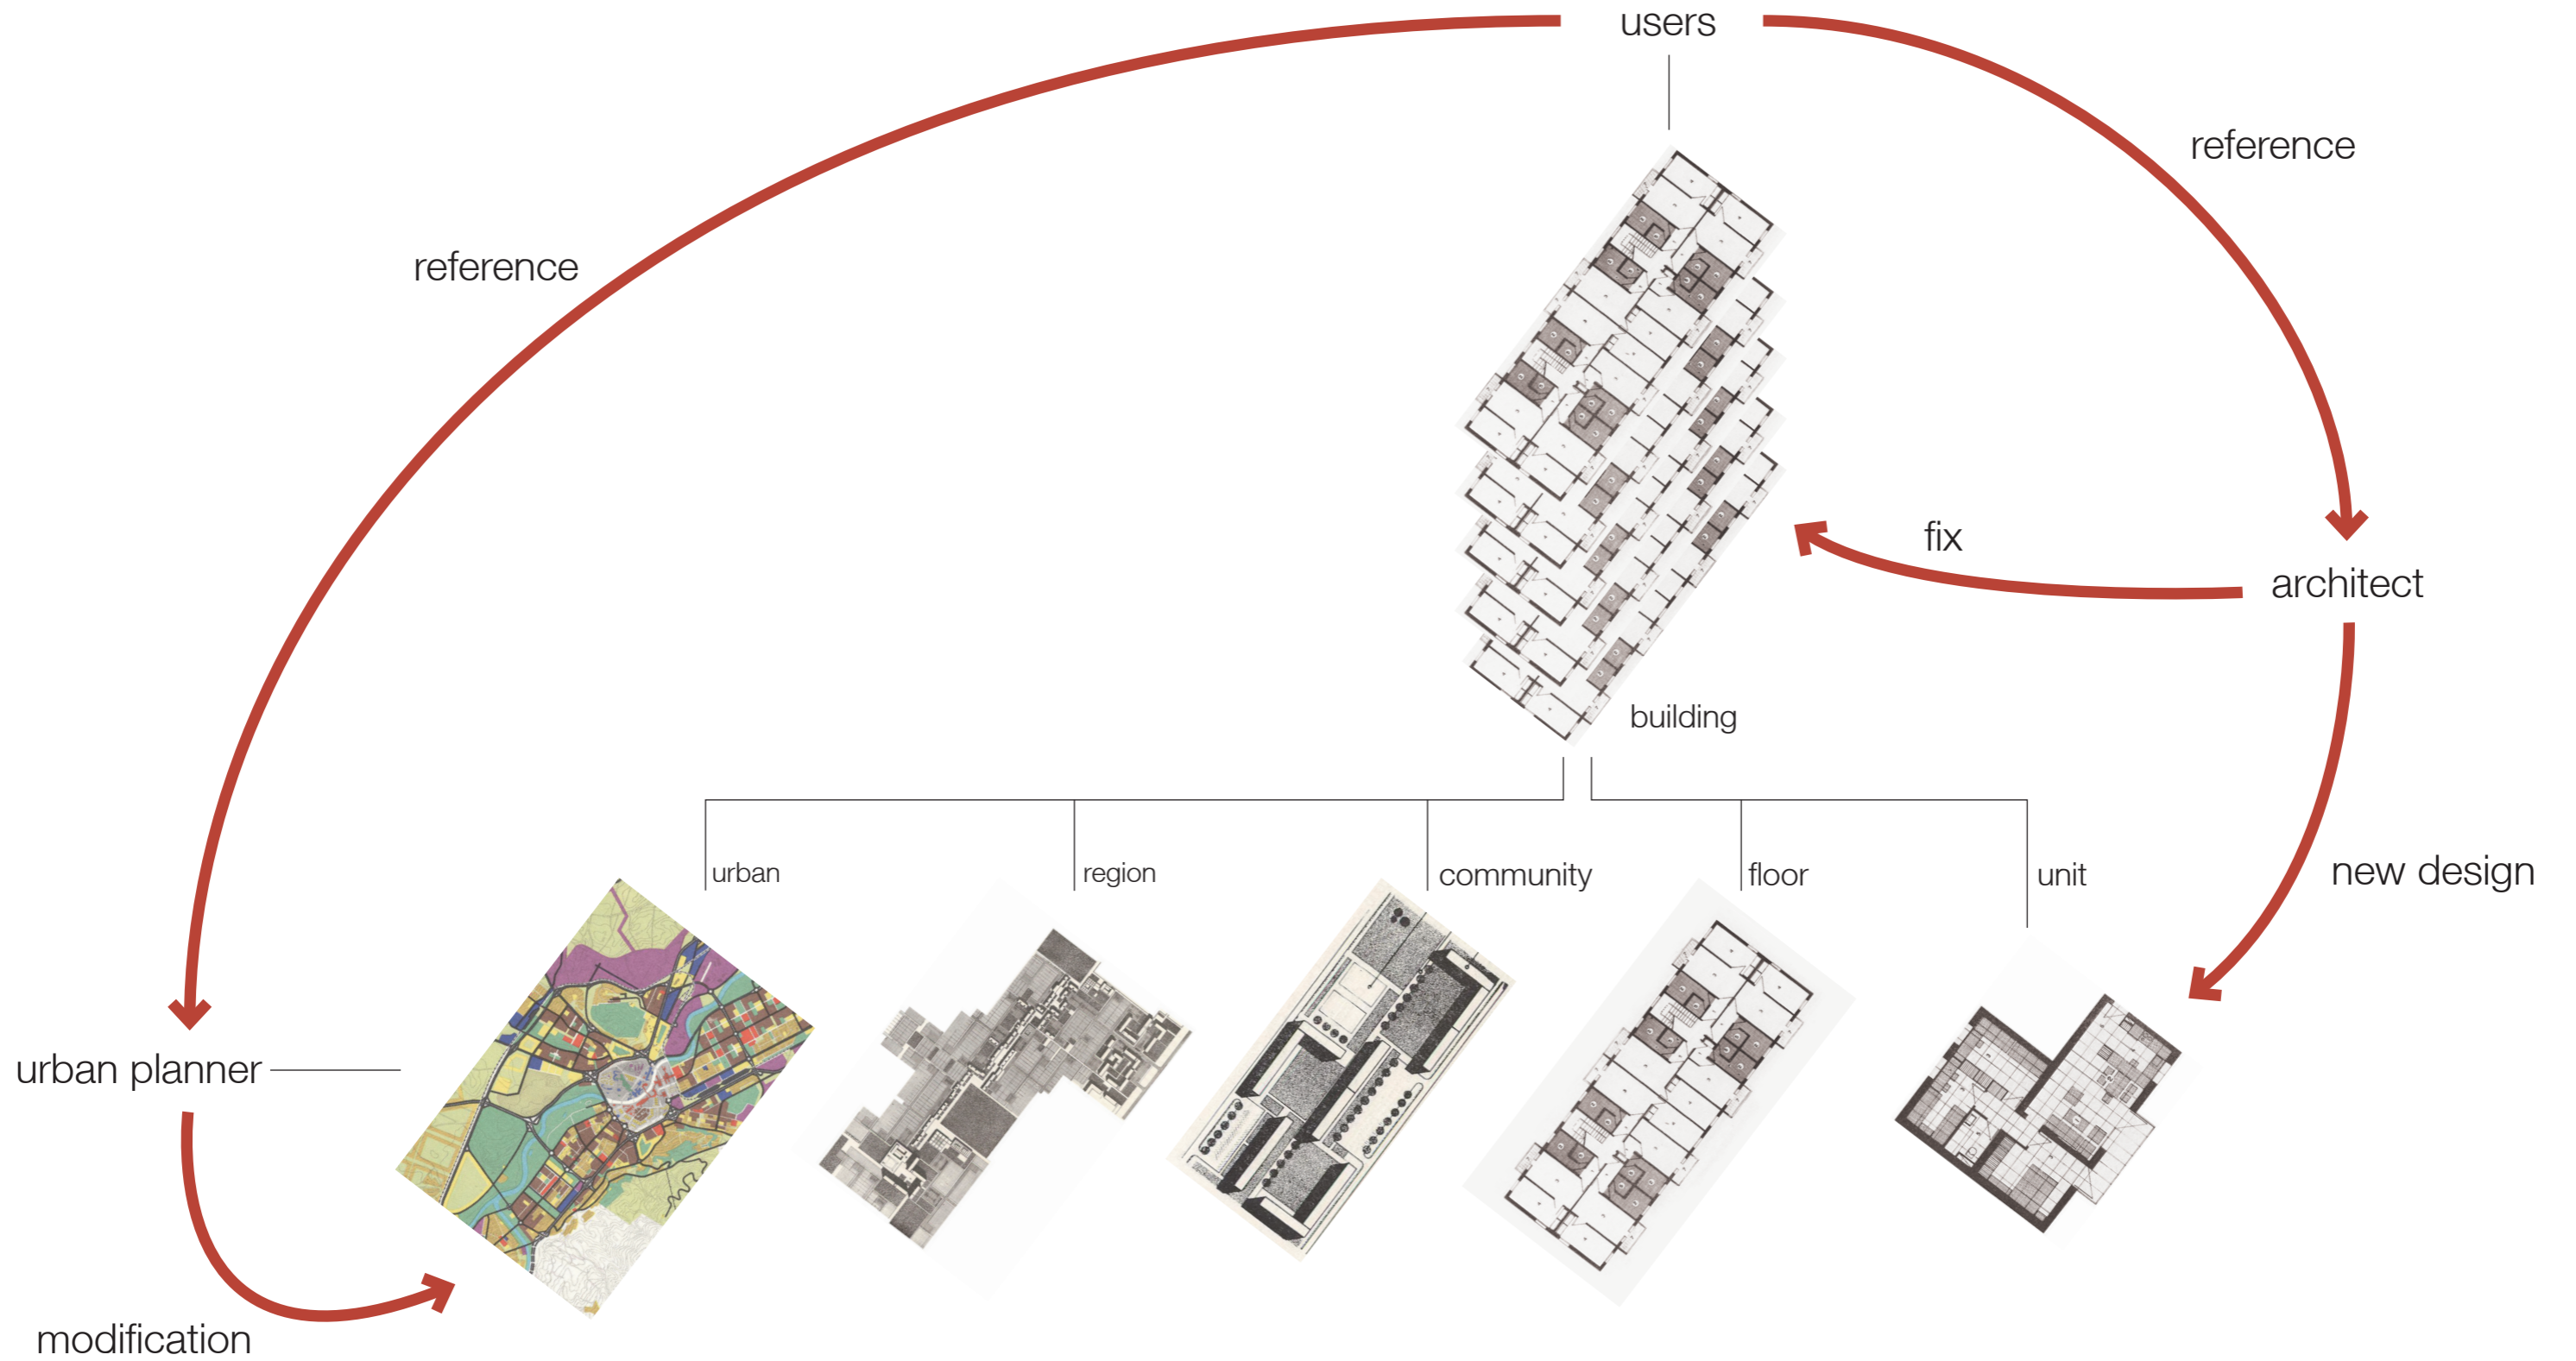 users
reference
reference
fix
architect
building
urban
region
community
floor
unit
new design
urban planner
modification